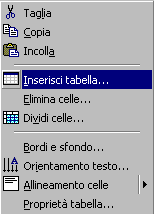 Taglia
Copia
Incolla
Inserisci tabella...
Elimina celle...
Dividi celle...
Bordi e sfondo...
Orientamento testo...
Allineamento celle
Proprietà tabella...